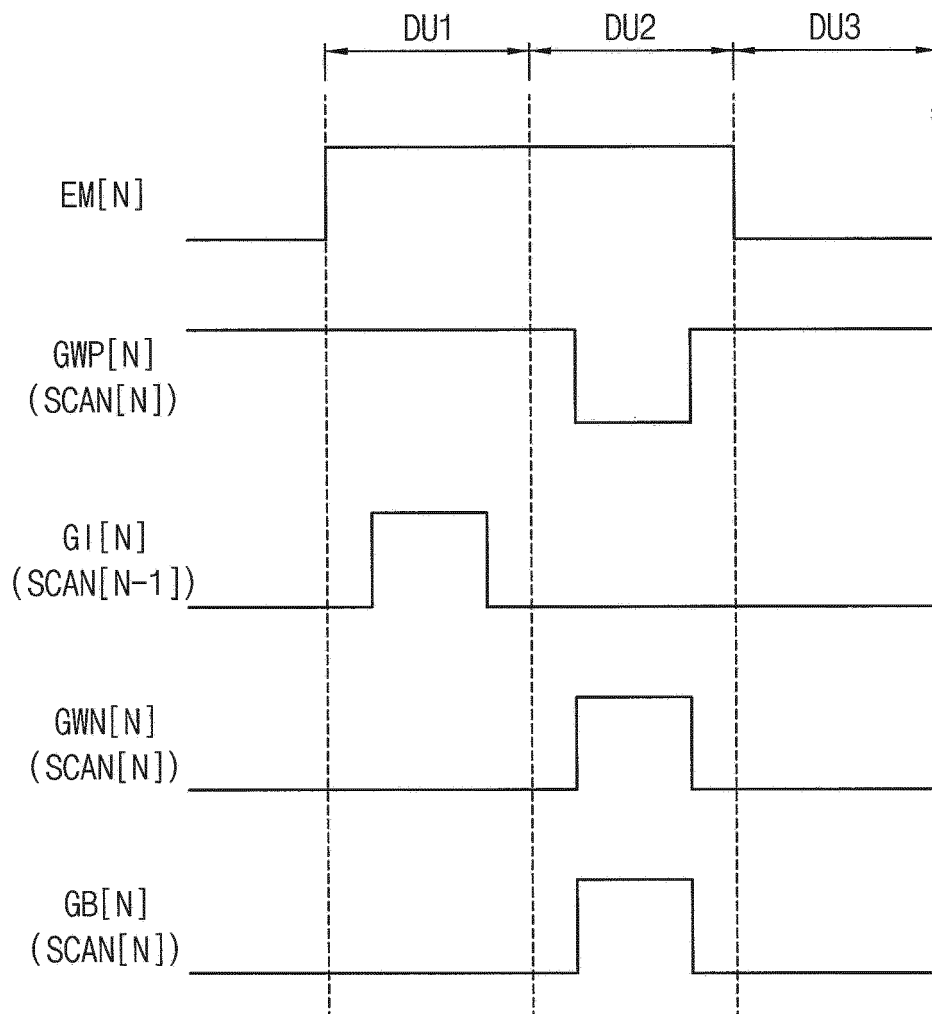 DU1 DU2 DU3
EM[N]
GWP[N]
(SCAN[N])
GI[N]
(SCAN[N-1])
GWN[N]
(SCAN[N])
GB[N]
(SCAN[N])